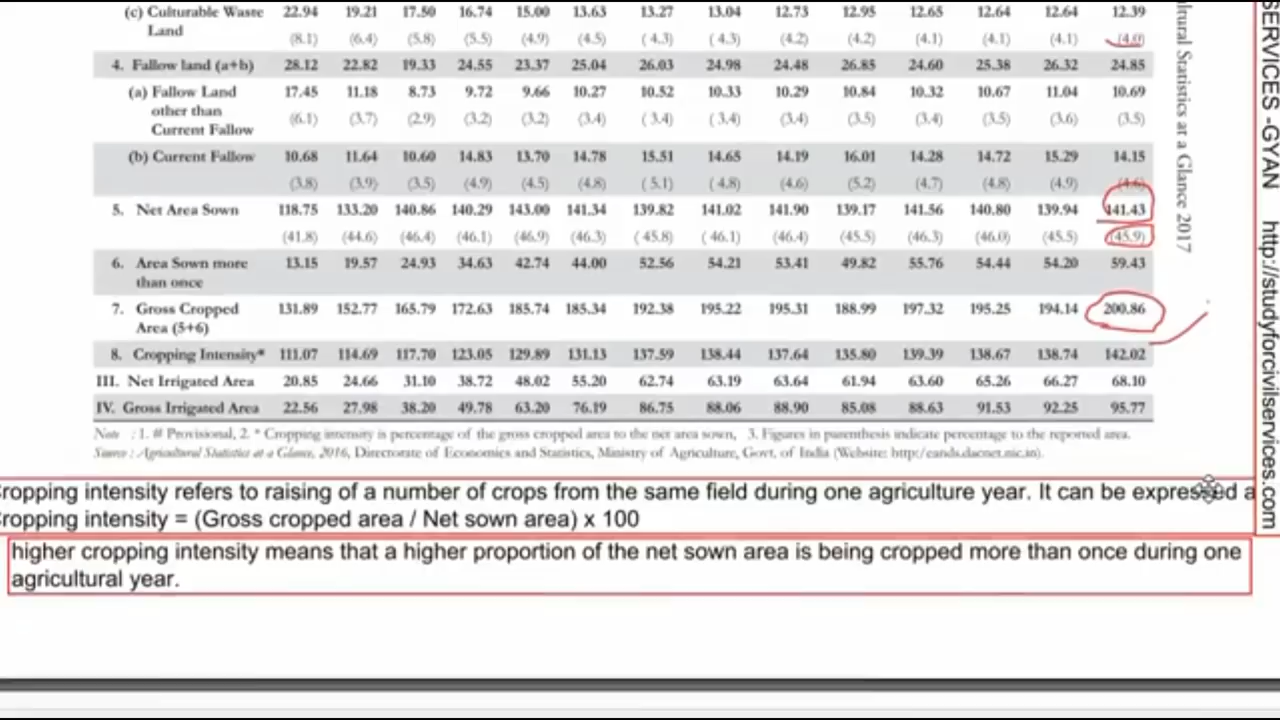 (c) Culturable Waste 22.94 19.21 17.50 16.74 15.00 13.63 13.27 13.04 12.73 12.95 12.65 12.64 12.64 12.39
Land (8.1) (6.4) (5.8) (5.5) (4.9) (4.5) ( 4.3) ( 4.3) (4.2) (4.2) (4.1) (4.1) (4.1) (4.0)
4. Fallow land (a+b) 28.12 22.82 19.33 24.55 23.37 25.04 26.03 24.98 24.48 26.85 24.60 25.38 26.32 24.85
(a) Fallow Land 17.45 11.18 8.73 9.72 9.66 10.27 10.52 10.33 10.29 10.84 10.32 10.67 11.04 10.69
other than (6.1) (3.7) (2.9) (3.2) (3.2) (3.4) ( 3.4) ( 3.4) (3.4) (3.5) (3.4) (3.5) (3.6) (3.5)
Current Fallow
(b) Current Fallow 10.68 11.64 10.60 14.83 13.70 14.78 15.51 14.65 14.19 16.01 14.28 14.72 15.29 14.15
(3.8) (3.9) (3.5) (4.9) (4.5) (4.8) ( 5.1) ( 4.8) (4.6) (5.2) (4.7) (4.8) (4.9) (4.6)
5. Net Area Sown 118.75 133.20 140.86 140.29 143.00 141.34 139.82 141.02 141.90 139.17 141.56 140.80 139.94 141.43
(41.8) (44.6) (46.9) (46.3) ( 45.8) ( 46.1) (46.4) (45.5) (46.3) (46.0) (45.5) (45.9)
6. Area Sown more 13.15 19.57 24.93 34.63 42.74 44.00 52.56 54.21 53.41 49.82 55.76 54.44 54.20 59.43
than once
7. Gross Cropped 131.89 152.77 165.79 172.63 185.74 185.34 192.38 195.22 195.31 188.99 197.32 195.25 194.14 200.86
Area (5+6)
8. Cropping Intensity* 111.07 114.69 117.70 123.05 129.89 131.13 137.59 138.44 137.64 135.80 139.39 138.67 138.74 142.02
III. Net Irrigated Area 20.85 24.66 31.10 38.72 48.02 55.20 62.74 63.19 63.64 61.94 63.60 65.26 66.27 68.10
IV. Gross Irrigated Area 22.56 27.98 38.20 49.78 63.20 76.19 86.75 88.06 88.90 85.08 88.63 91.53 92.25 95.77
Note : 1. # Provisional, 2. * Cropping intensity is percentage of the gross cropped area to the net area sown, 3. Figures in parenthesis indicate percentage to the reported area.
Source : Agricultural Statistics at a Glance, 2016, Directorate of Economics and Statistics, Ministry of Agriculture, Govt. of India (Website: http:/eands.dacnet.nic.in).
ropping intensity refers to raising of a number of crops from the same field during one agriculture year. It can be expressed a
ropping intensity = (Gross cropped area / Net sown area) x 100
higher cropping intensity means that a higher proportion of the net sown area is being cropped more than once during one
agricultural year.
ltural Statistics at a Glance 2017
SERVICES -GYAN http://studyforcivilservices.com